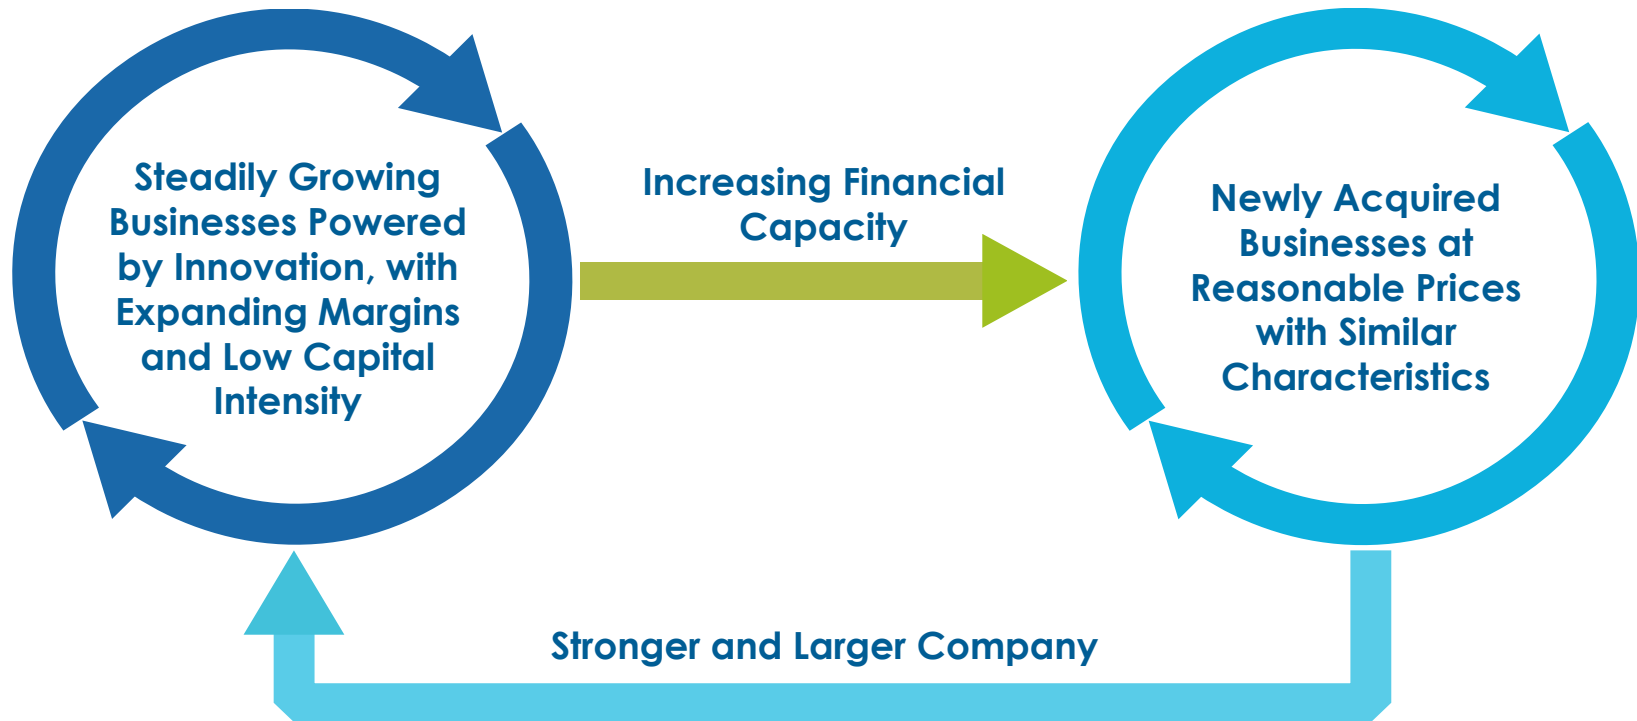 Steadily Growing
Businesses Powered
by Innovation, with
Expanding Margins
and Low Capital
Intensity
Increasing Financial
Capacity
Newly Acquired
Businesses at
Reasonable Prices
with Similar
Characteristics
Stronger and Larger Company